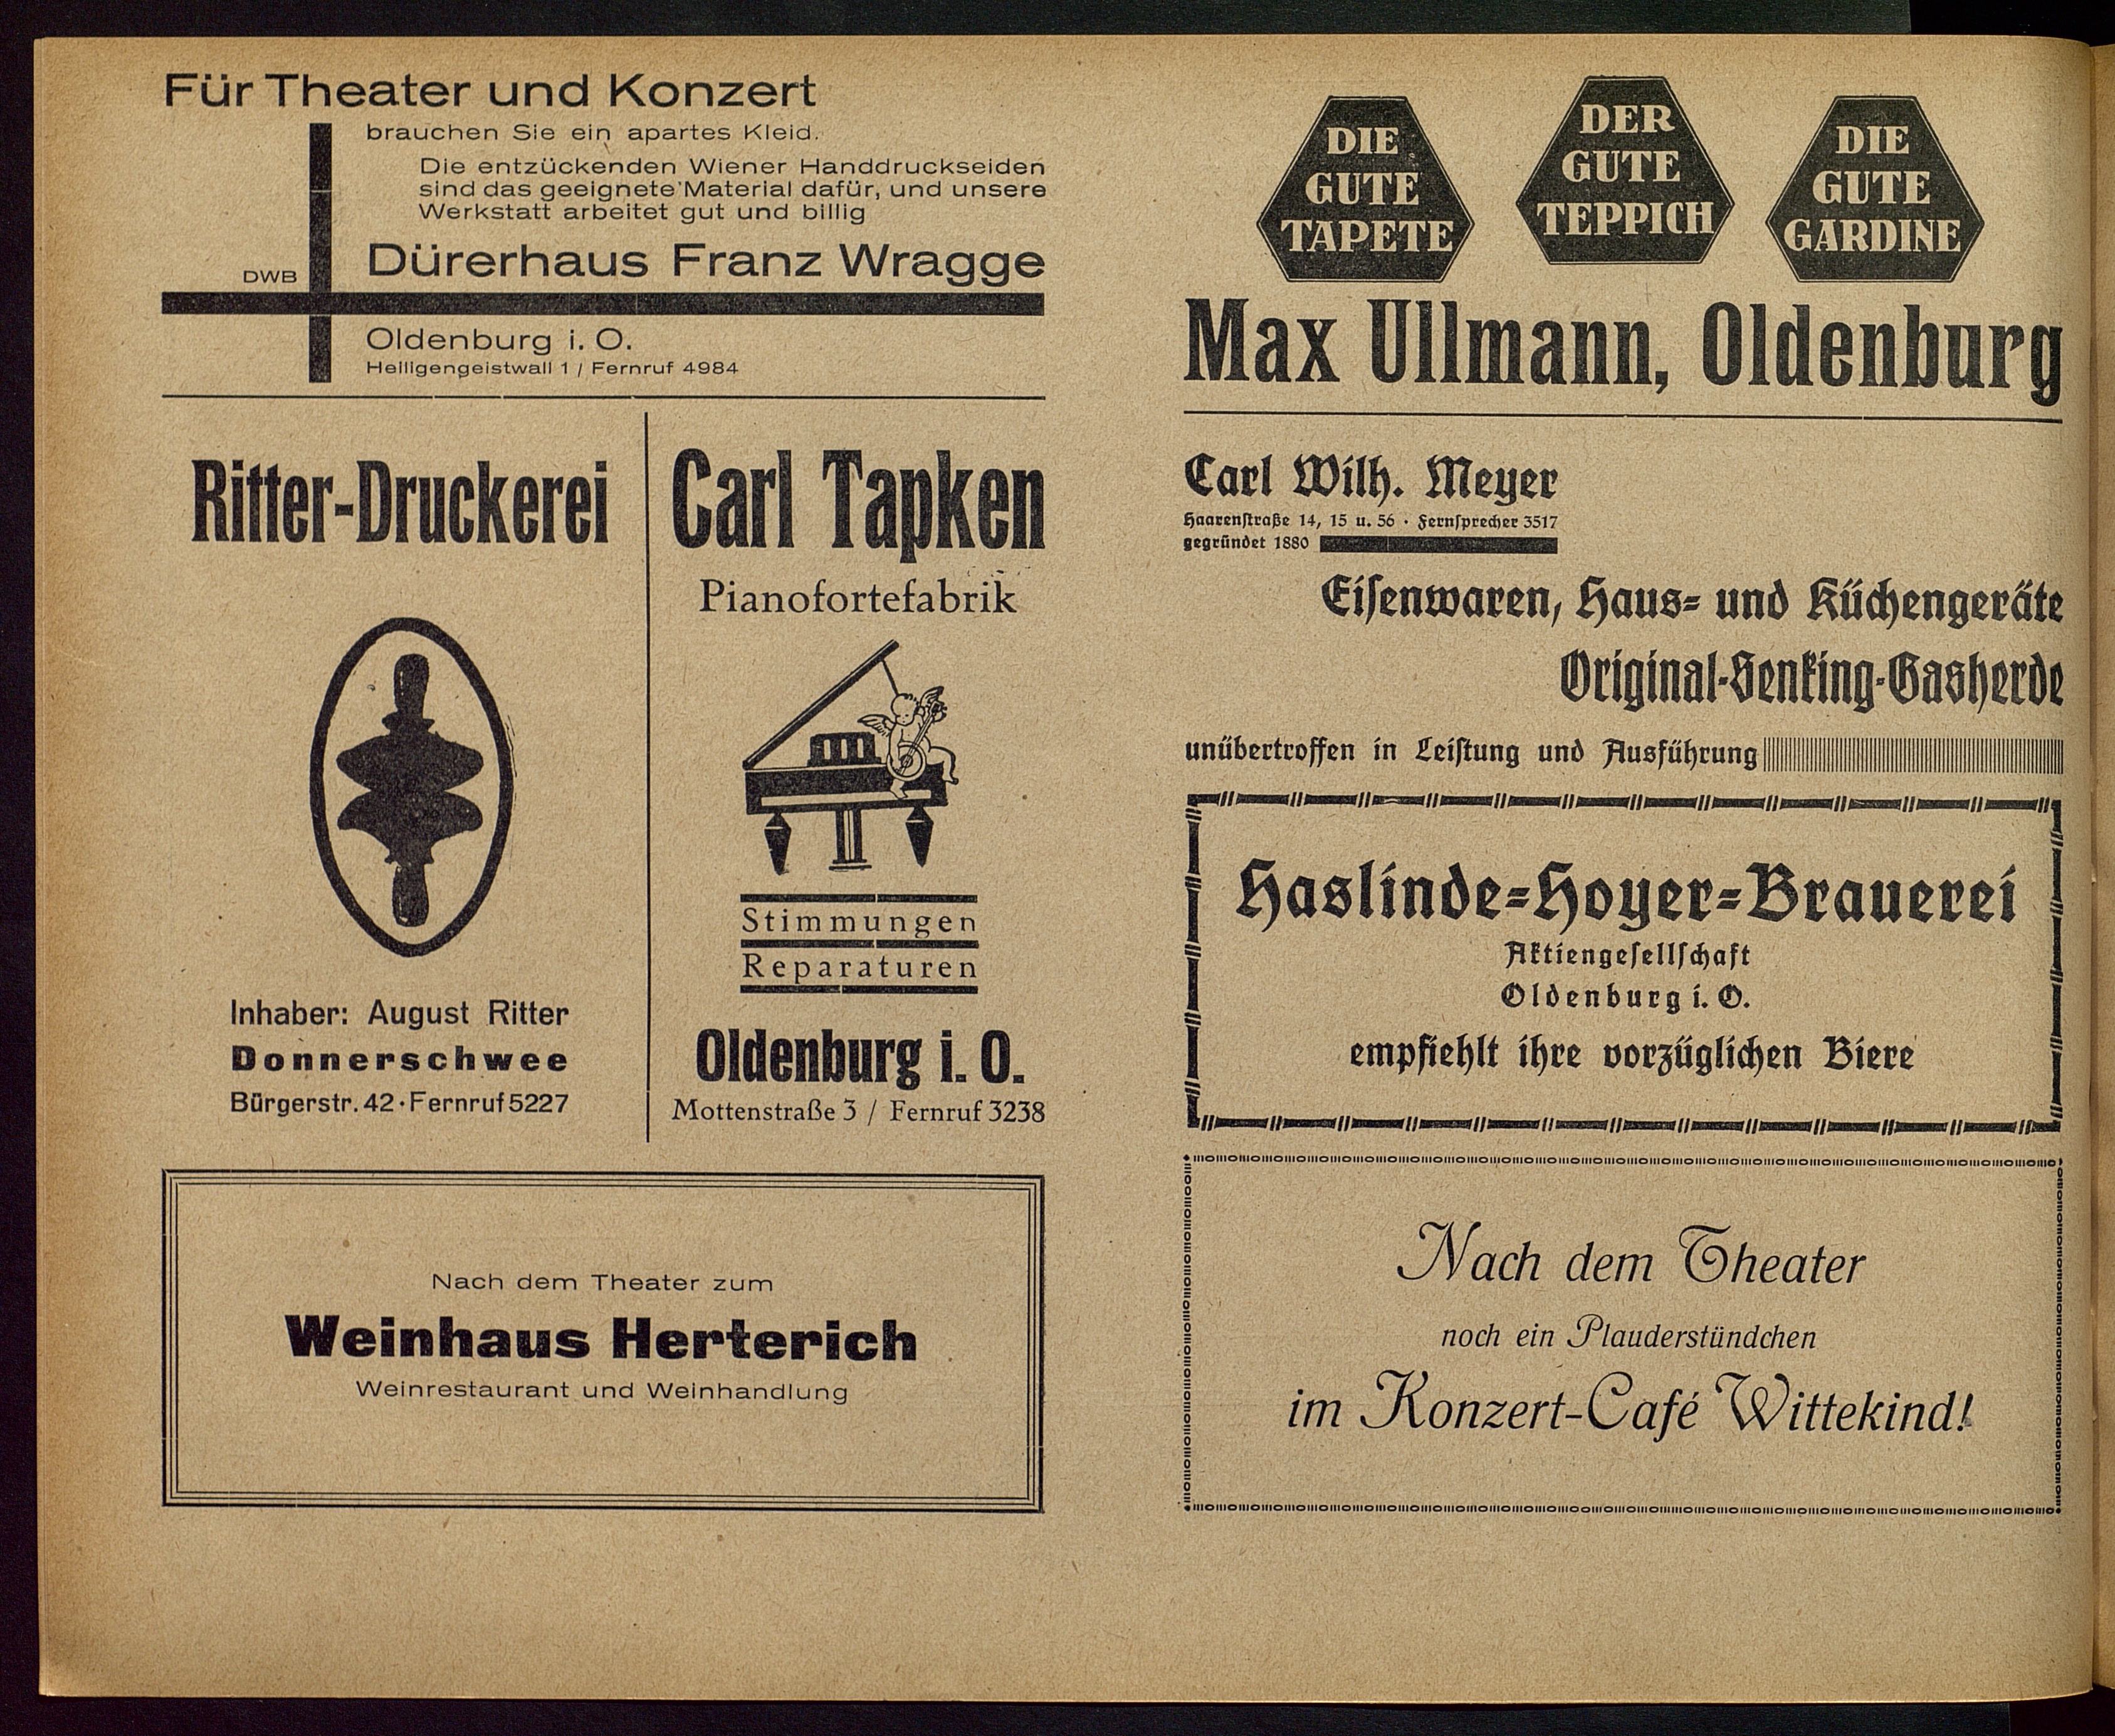 Für Theater und Konzert
brauchen Sie ein apartes Kleid.
Die entzückenden Wiener Handdruckseiden
sind das geeignete Material dafür, und unsere
Werkstatt arbeitet gut und billig
DWB
Dürerhaus Franz Wragge
Oldenburg i. O.
Heiligengeistwall 1 / Fernruf 4984
Ritter-Druckerei
Inhaber: August Ritter
Donnerschwee
Bürgerstr. 42 · Fernruf 5227
Carl Tapken
Pianofortefabrik
Stimmungen
Reparaturen
Oldenburg i. O.
Mottenstraße 3 / Fernruf 3238
Nach dem Theater zum
Weinhaus Herterich
Weinrestaurant und Weinhandlung
DIE
GUTE
TAPETE
DER
GUTE
TEPPICH
DIE
GUTE
GARDINE
Max Ullmann, Oldenburg
Carl Wilh. Meyer
Haarenſtraße 14, 15 u. 56 · Fernſprecher 3517
gegründet 1880
Eiſenwaren, Haus- und Küchengeräte
Original-Senking-Gasherde
unübertroffen in Leiſtung und Ausführung
Haslinde-Hoyer-Brauerei
Aktiengeſellſchaft
Oldenburg i. O.
empfiehlt ihre vorzüglichen Biere
Nach dem Theater
noch ein Plauderstündchen
im Konzert-Café Wittekind!